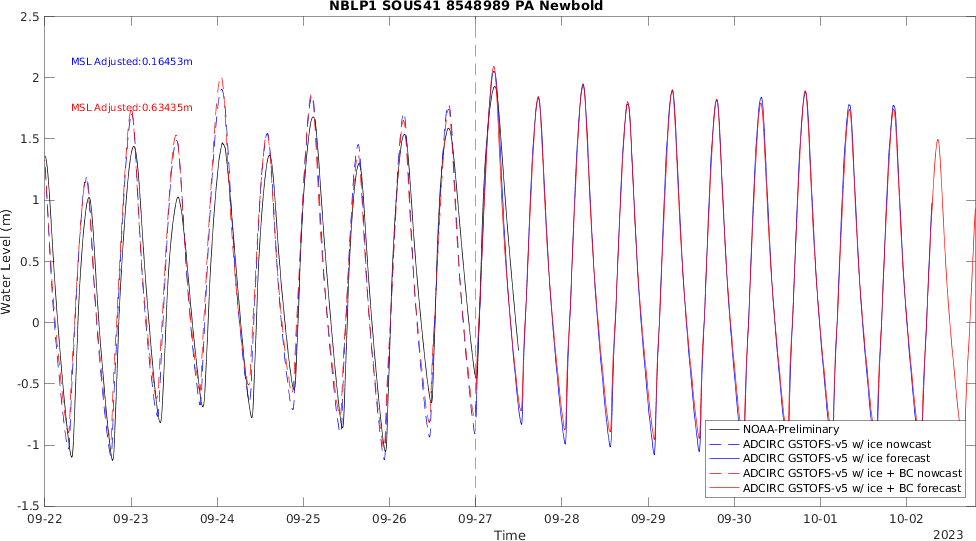 NBLP1 SOUS41 8548989 PA Newbold
2.5
2
1.5
1
0.5
0
-0.5
-1
-1.5
Water Level (m)
MSL Adjusted:0.16453m
MSL Adjusted:0.63435m
NOAA-Preliminary
ADCIRC GSTOFS-v5 w/ ice nowcast
ADCIRC GSTOFS-v5 w/ ice forecast
ADCIRC GSTOFS-v5 w/ ice + BC nowcast
ADCIRC GSTOFS-v5 w/ ice + BC forecast
09-22 09-23 09-24 09-25 09-26 09-27 09-28 09-29 09-30 10-01 10-02
Time
2023